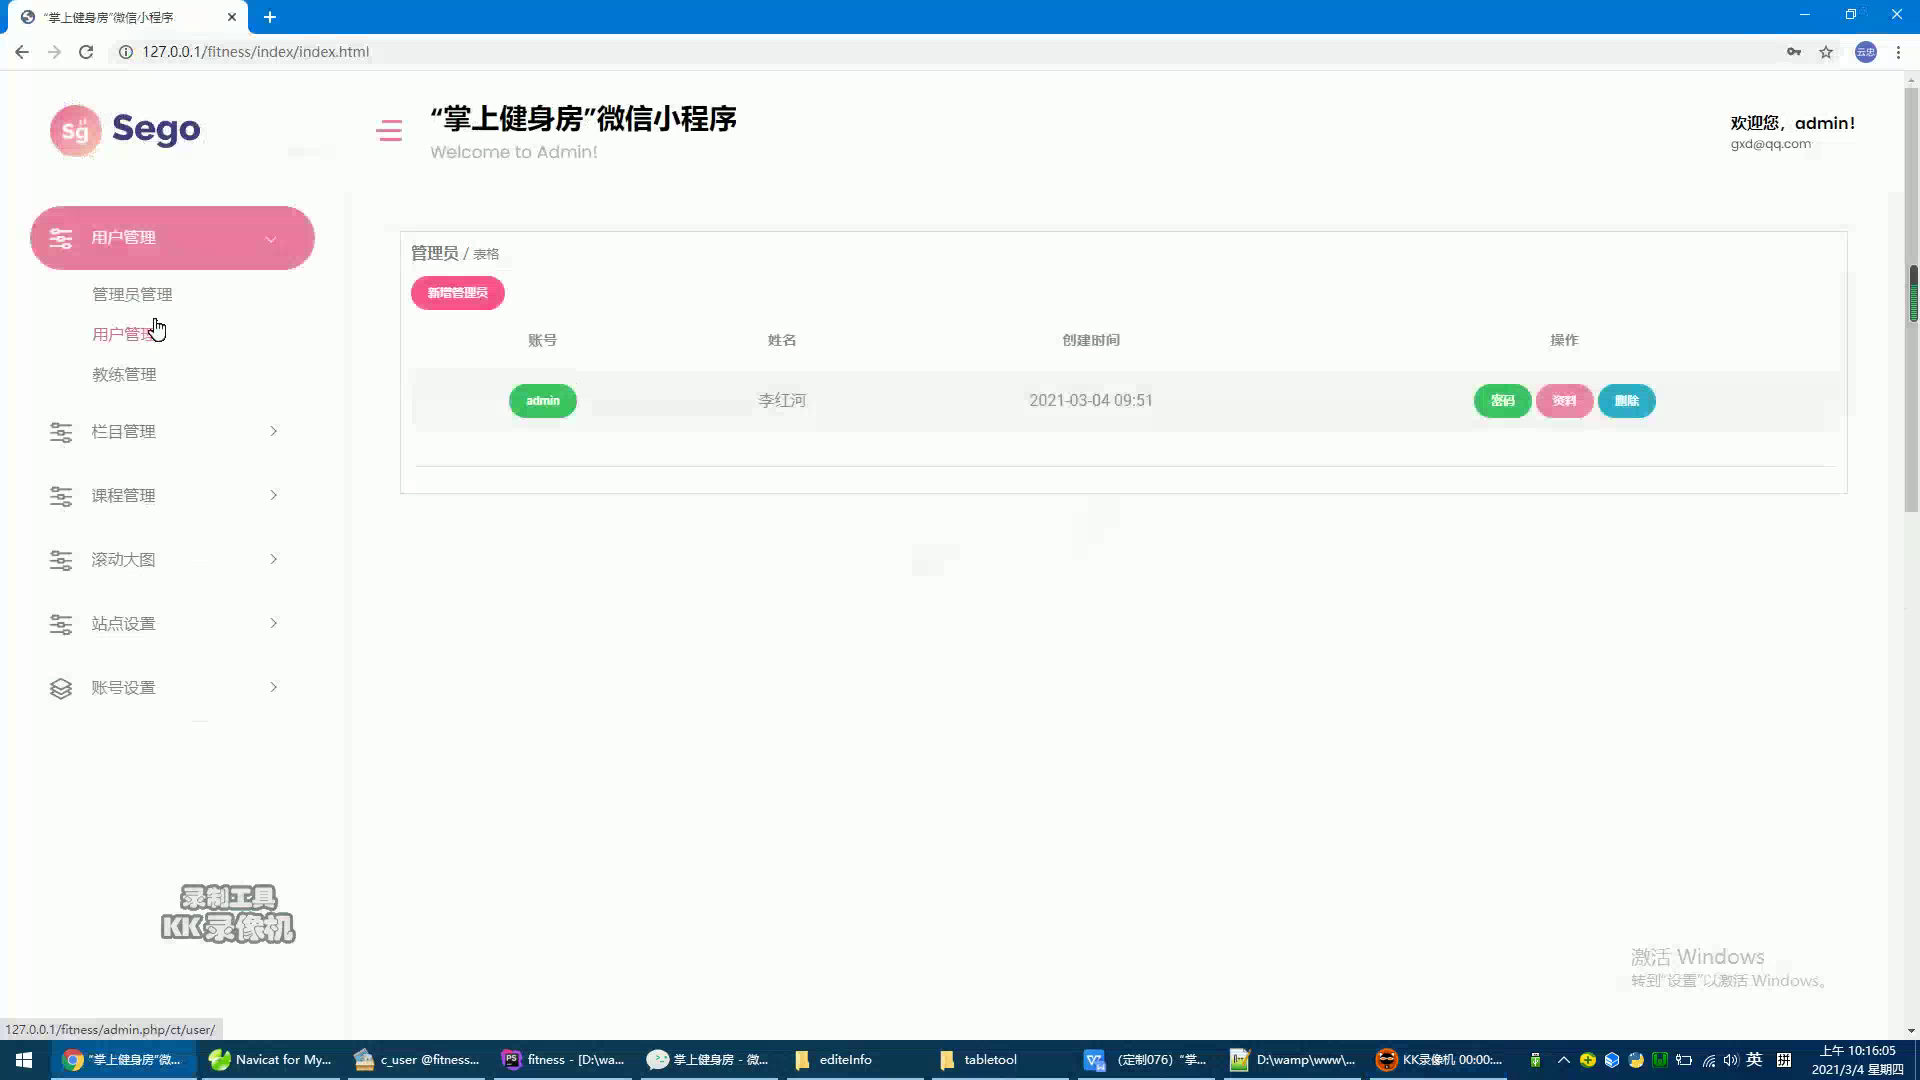 “掌上健身房”微信小程序
127.0.0.1/fitness/index/index.html
云忠
Sg
Sego
“掌上健身房”微信小程序
Welcome to Admin!
欢迎您，admin!
gxd@qq.com
用户管理
管理员管理
用户管理
教练管理
栏目管理
课程管理
滚动大图
站点设置
账号设置
管理员 / 表格
新增管理员
账号 姓名 创建时间 操作
admin 李红河 2021-03-04 09:51 密码 资料 删除
录制工具
KK录像机
激活 Windows
转到“设置”以激活 Windows。
127.0.0.1/fitness/admin.php/ct/user/
“掌上健身房”微...
Navicat for My...
c_user @fitness...
fitness - [D:\wa...
掌上健身房 - 微...
editeInfo
tabletool
（定制076）“掌...
D:\wamp\www\...
KK录像机 00:00:...
英
拼
上午 10:16:05
2021/3/4 星期四